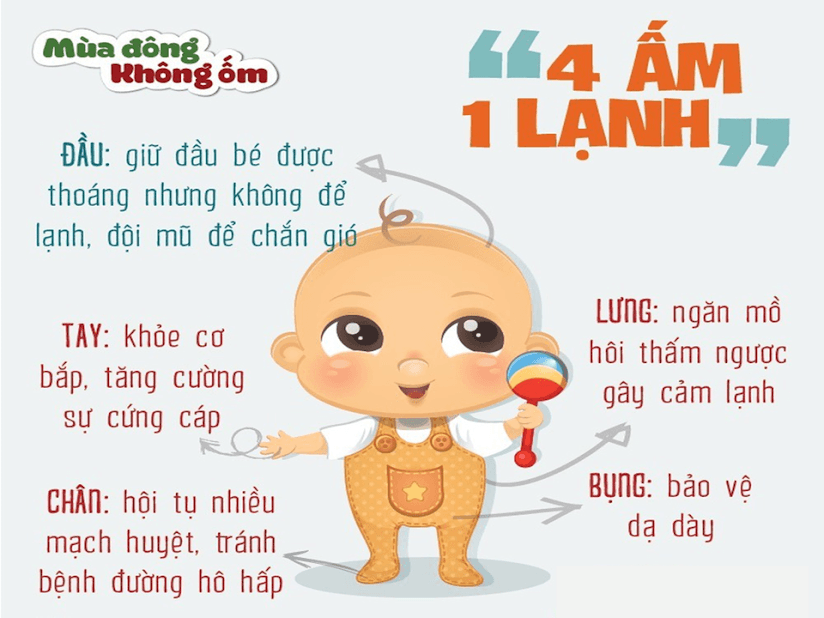 Mùa đông
Không ốm
“4 ẤM
1 LẠNH”
ĐẦU: giữ đầu bé được
thoáng nhưng không để
lạnh, đội mũ để chắn gió
TAY: khỏe cơ
bắp, tăng cường
sự cứng cáp
CHÂN: hội tụ nhiều
mạch huyệt, tránh
bệnh đường hô hấp
LƯNG: ngăn mồ
hôi thấm ngược
gây cảm lạnh
BỤNG: bảo vệ
dạ dày